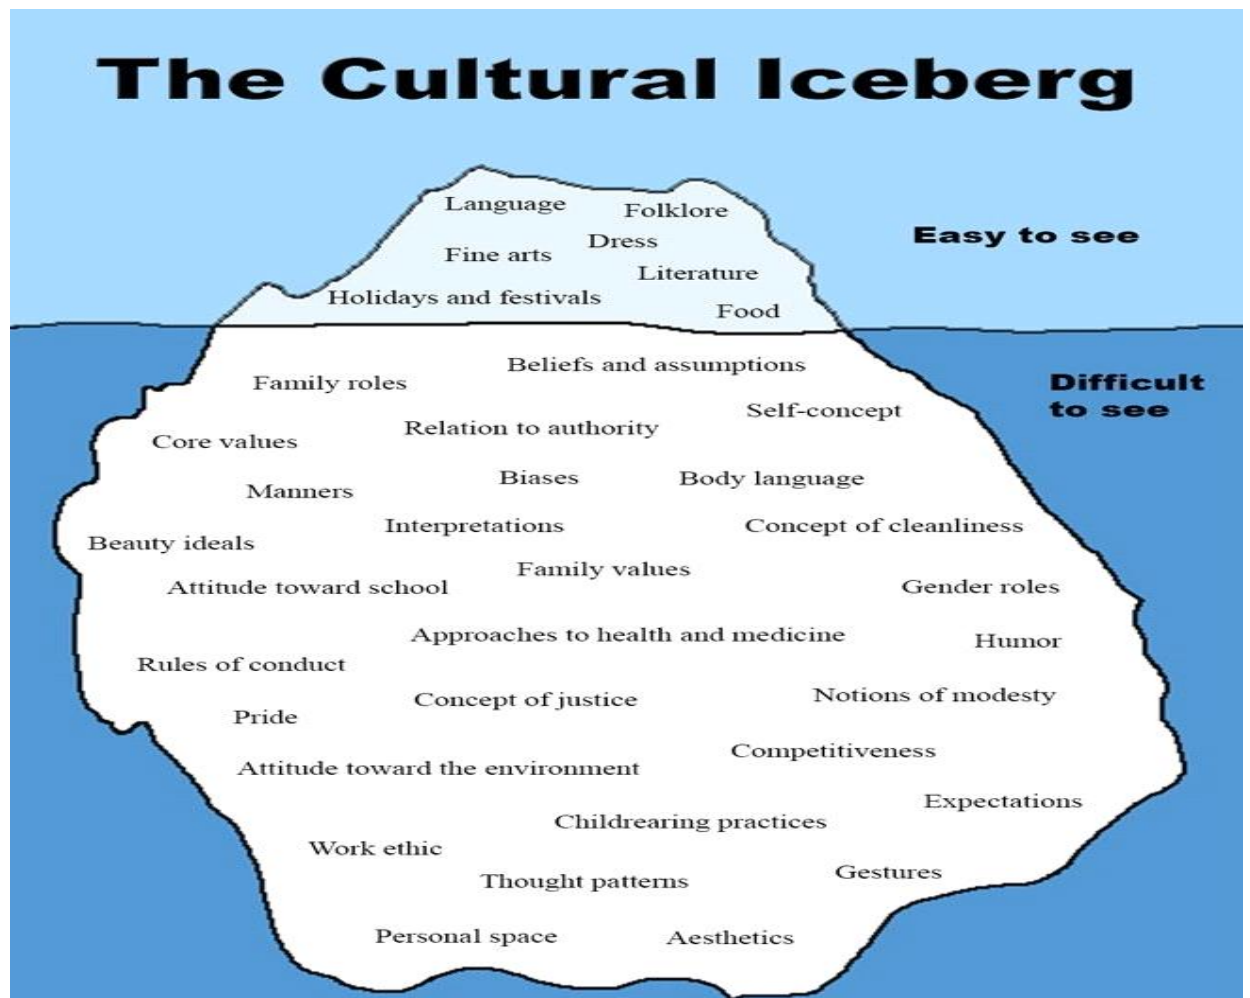 The Cultural Iceberg
Language
Folklore
Dress
Easy to see
Fine arts
Literature
Holidays and festivals
Food
Beliefs and assumptions
Family roles
Difficult
to see
Self-concept
Relation to authority
Core values
Biases
Body language
Manners
Interpretations
Concept of cleanliness
Beauty ideals
Family values
Attitude toward school
Gender roles
Approaches to health and medicine
Humor
Rules of conduct
Concept of justice
Notions of modesty
Pride
Competitiveness
Attitude toward the environment
Expectations
Childrearing practices
Work ethic
Gestures
Thought patterns
Personal space
Aesthetics